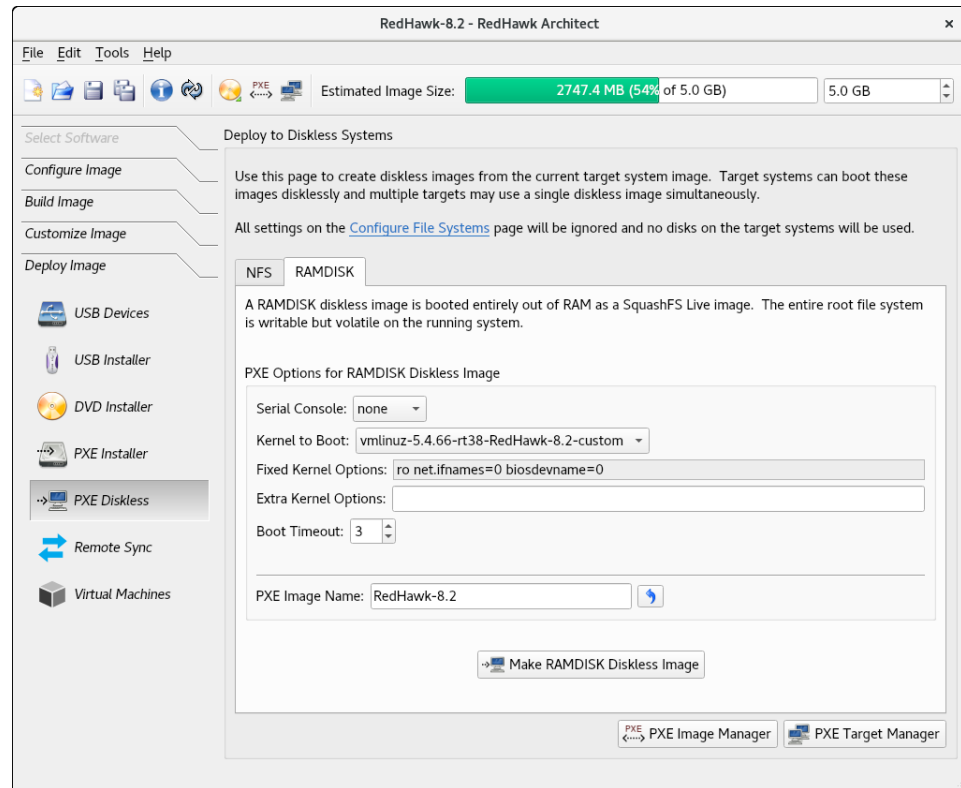 RedHawk-8.2 - RedHawk Architect
×
File Edit Tools Help
PXE
Estimated Image Size:
2747.4 MB (54% of 5.0 GB)
5.0 GB
Select Software
Configure Image
Build Image
Customize Image
Deploy Image
USB Devices
USB Installer
DVD Installer
PXE Installer
PXE Diskless
Remote Sync
Virtual Machines
Deploy to Diskless Systems
Use this page to create diskless images from the current target system image. Target systems can boot these
images disklessly and multiple targets may use a single diskless image simultaneously.
All settings on the Configure File Systems page will be ignored and no disks on the target systems will be used.
NFS RAMDISK
A RAMDISK diskless image is booted entirely out of RAM as a SquashFS Live image. The entire root file system
is writable but volatile on the running system.
PXE Options for RAMDISK Diskless Image
Serial Console: none
Kernel to Boot: vmlinuz-5.4.66-rt38-RedHawk-8.2-custom
Fixed Kernel Options: ro net.ifnames=0 biosdevname=0
Extra Kernel Options:
Boot Timeout: 3
PXE Image Name: RedHawk-8.2
Make RAMDISK Diskless Image
PXE PXE Image Manager
PXE Target Manager